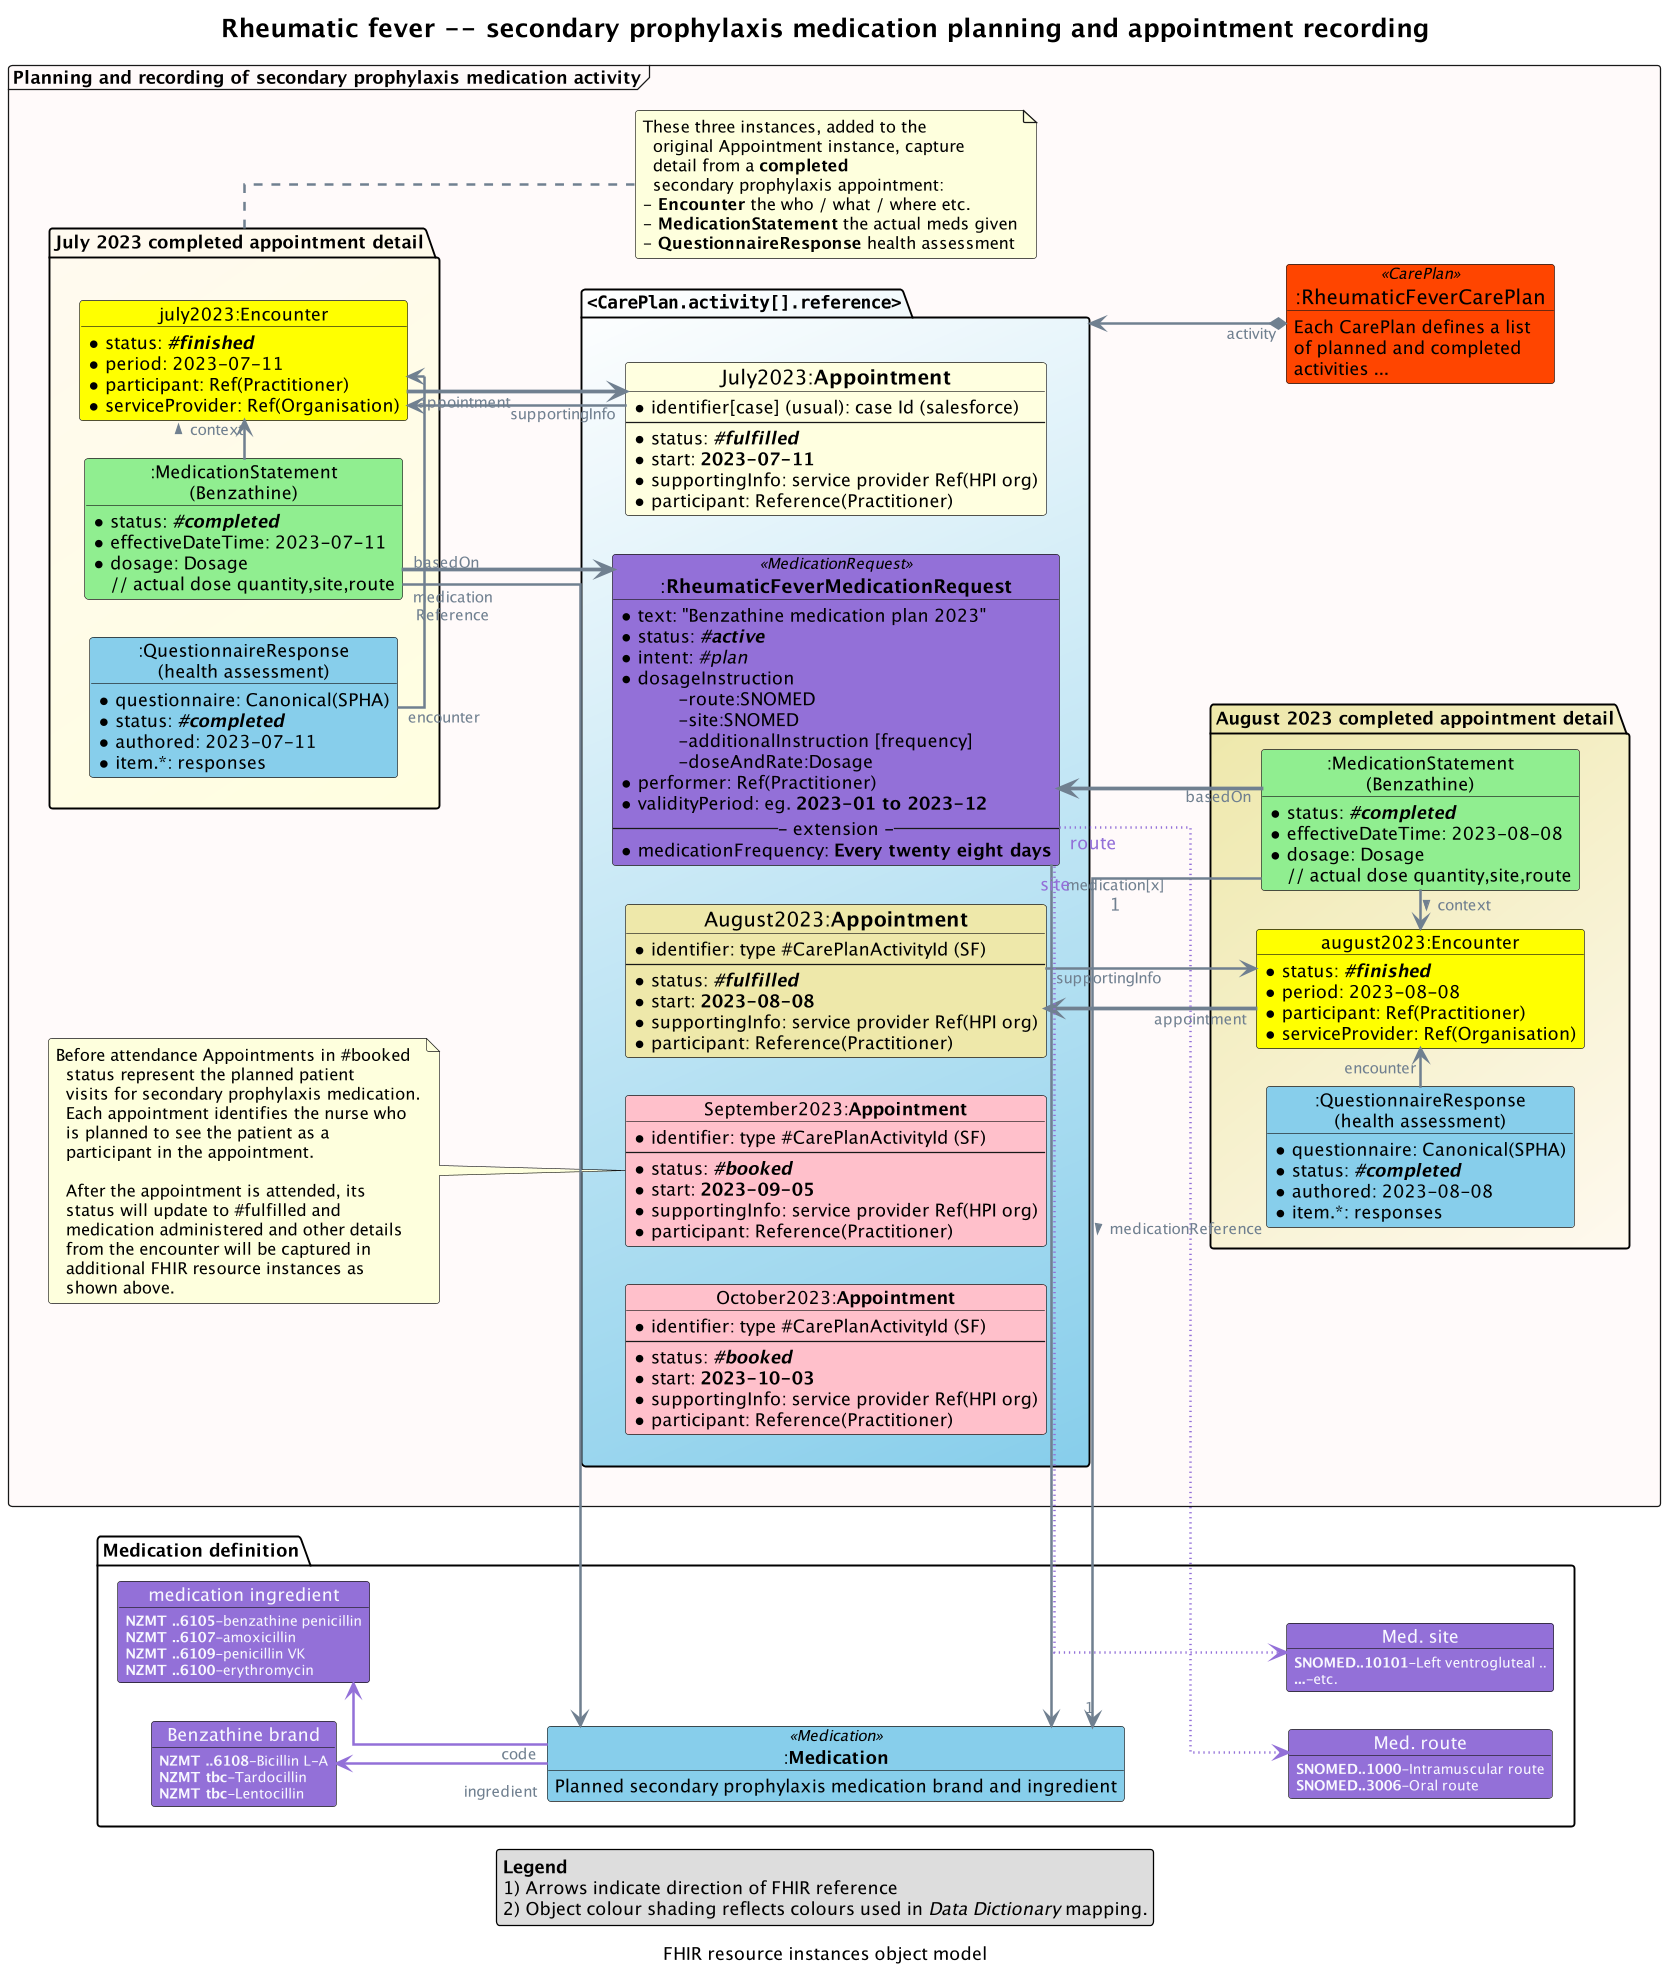 Rheumatic fever -- secondary prophylaxis medication planning and appointment recording
Planning and recording of secondary prophylaxis medication activity
These three instances, added to the
original Appointment instance, capture
detail from a completed
secondary prophylaxis appointment:
- Encounter the who / what / where etc.
- MedicationStatement the actual meds given
- QuestionnaireResponse health assessment
July 2023 completed appointment detail
july2023:Encounter
• status: #finished
• period: 2023-07-11
• participant: Ref(Practitioner)
• serviceProvider: Ref(Organisation)
context
:MedicationStatement
(Benzathine)
• status: #completed
• effectiveDateTime: 2023-07-11
• dosage: Dosage
// actual dose quantity,site,route
:QuestionnaireResponse
(health assessment)
• questionnaire: Canonical(SPHA)
• status: #completed
• authored: 2023-07-11
• item.*: responses
appointment
supportingInfo
basedOn
medication
Reference
encounter
<CarePlan.activity[].reference>
«CarePlan»
:RheumaticFeverCarePlan
Each CarePlan defines a list
of planned and completed
activities ...
activity
July2023:Appointment
• identifier[case] (usual): case Id (salesforce)
• status: #fulfilled
• start: 2023-07-11
• supportingInfo: service provider Ref(HPI org)
• participant: Reference(Practitioner)
«MedicationRequest»
:RheumaticFeverMedicationRequest
• text: "Benzathine medication plan 2023"
• status: #active
• intent: #plan
• dosageInstruction
-route:SNOMED
-site:SNOMED
-additionalInstruction [frequency]
-doseAndRate:Dosage
• performer: Ref(Practitioner)
• validityPeriod: eg. 2023-01 to 2023-12
- extension -
• medicationFrequency: Every twenty eight days
route
site
medication[x]
1
basedOn
August2023:Appointment
• identifier: type #CarePlanActivityId (SF)
• status: #fulfilled
• start: 2023-08-08
• supportingInfo: service provider Ref(HPI org)
• participant: Reference(Practitioner)
supportingInfo
appointment
August 2023 completed appointment detail
:MedicationStatement
(Benzathine)
• status: #completed
• effectiveDateTime: 2023-08-08
• dosage: Dosage
// actual dose quantity,site,route
context
august2023:Encounter
• status: #finished
• period: 2023-08-08
• participant: Ref(Practitioner)
• serviceProvider: Ref(Organisation)
encounter
:QuestionnaireResponse
(health assessment)
• questionnaire: Canonical(SPHA)
• status: #completed
• authored: 2023-08-08
• item.*: responses
medicationReference
Before attendance Appointments in #booked
status represent the planned patient
visits for secondary prophylaxis medication.
Each appointment identifies the nurse who
is planned to see the patient as a
participant in the appointment.
After the appointment is attended, its
status will update to #fulfilled and
medication administered and other details
from the encounter will be captured in
additional FHIR resource instances as
shown above.
September2023:Appointment
• identifier: type #CarePlanActivityId (SF)
• status: #booked
• start: 2023-09-05
• supportingInfo: service provider Ref(HPI org)
• participant: Reference(Practitioner)
October2023:Appointment
• identifier: type #CarePlanActivityId (SF)
• status: #booked
• start: 2023-10-03
• supportingInfo: service provider Ref(HPI org)
• participant: Reference(Practitioner)
Medication definition
medication ingredient
NZMT ..6105-benzathine penicillin
NZMT ..6107-amoxicillin
NZMT ..6109-penicillin VK
NZMT ..6100-erythromycin
Benzathine brand
NZMT ..6108-Bicillin L-A
NZMT tbc-Tardocillin
NZMT tbc-Lentocillin
code
ingredient
1
«Medication»
:Medication
Planned secondary prophylaxis medication brand and ingredient
Med. site
SNOMED..10101-Left ventrogluteal ..
...-etc.
Med. route
SNOMED..1000-Intramuscular route
SNOMED..3006-Oral route
Legend
1) Arrows indicate direction of FHIR reference
2) Object colour shading reflects colours used in Data Dictionary mapping.
FHIR resource instances object model